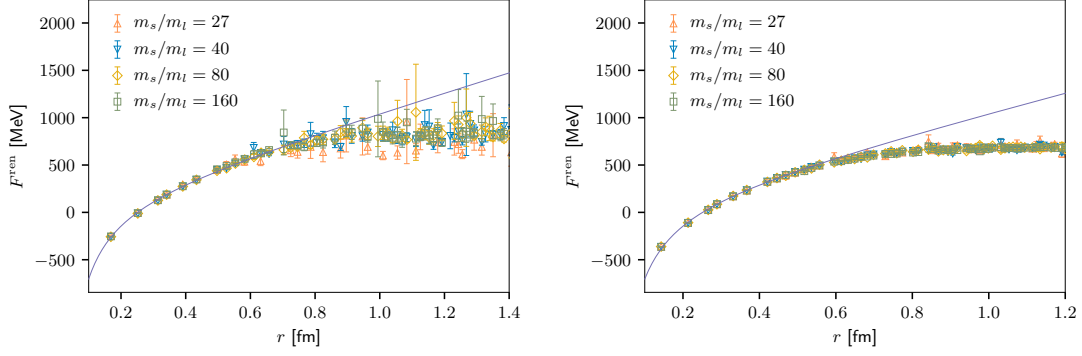 2000
1500
1000
500
0
−500
F^ren [MeV]
m_s/m_l = 27
m_s/m_l = 40
m_s/m_l = 80
m_s/m_l = 160
0.2 0.4 0.6 0.8 1.0 1.2 1.4
r [fm]
2000
1500
1000
500
0
−500
F^ren [MeV]
m_s/m_l = 27
m_s/m_l = 40
m_s/m_l = 80
m_s/m_l = 160
0.2 0.4 0.6 0.8 1.0 1.2
r [fm]